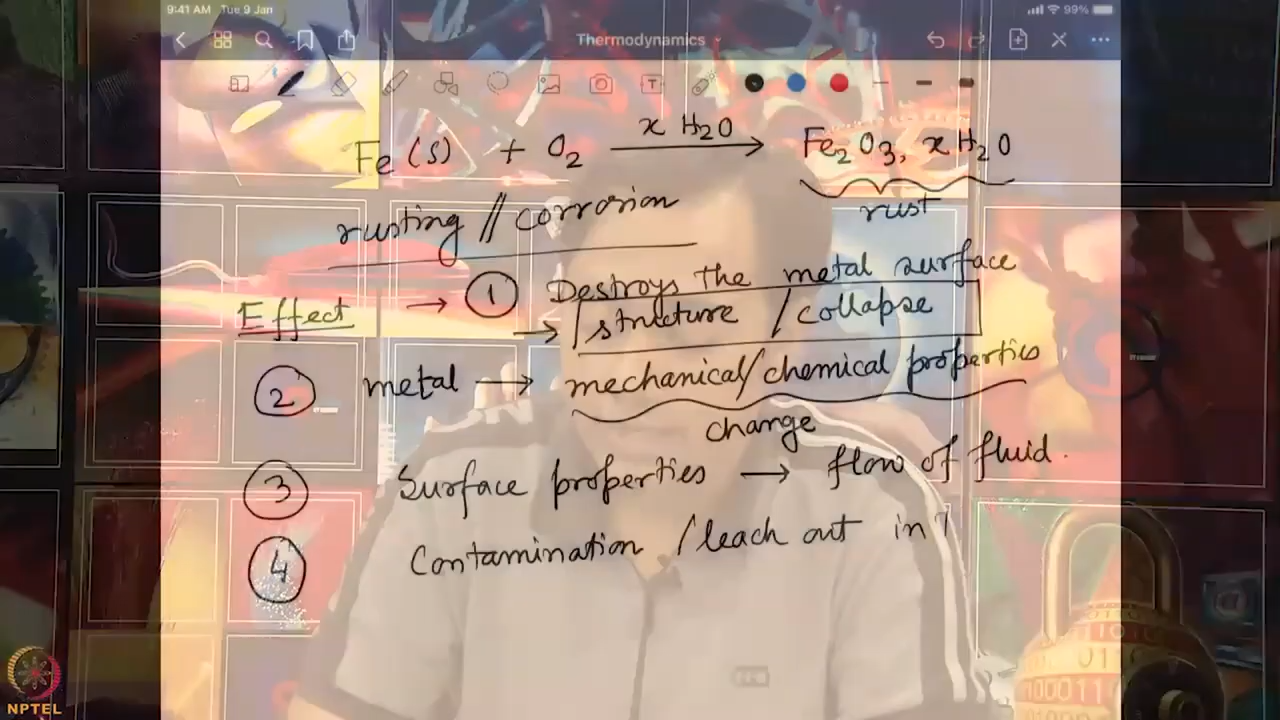 9:41 AM Tue 9 Jan
99%
Thermodynamics
Fe (s) + O2 x H2O → Fe2O3. x H2O
rust
rusting // corrosion
Effect → ① Destroys the metal surface
→ structure / collapse
② metal → mechanical/chemical properties
change
③ Surface properties → flow of fluid.
④ Contamination / leach out in
NPTEL